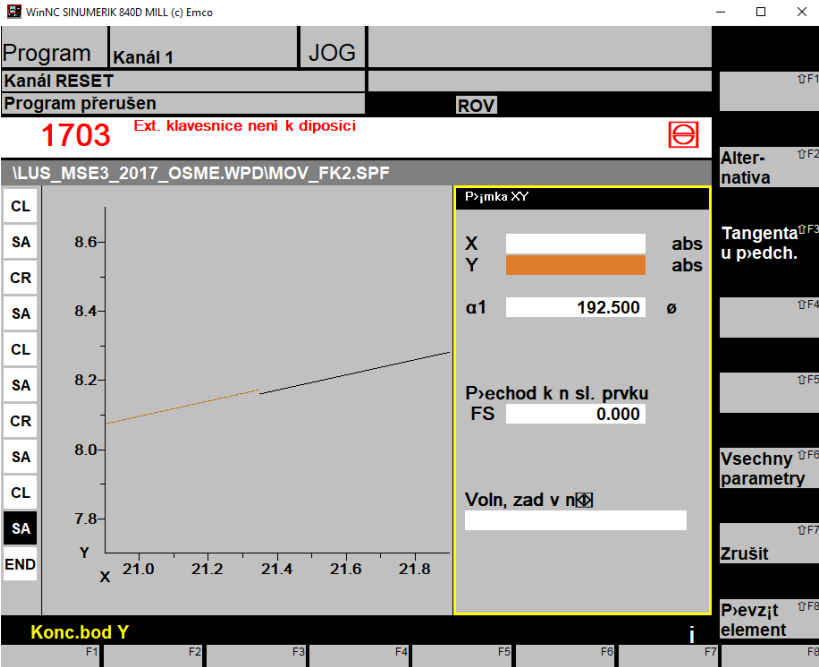 WinNC SINUMERIK 840D MILL (c) Emco
Program
Kanál 1
JOG
Kanál RESET
Program přerušen
ROV
1703
Ext. klavesnice neni k diposici
\LUS_MSE3_2017_OSME.WPD\MOV_FK2.SPF
CL
SA
CR
SA
CL
SA
CR
SA
CL
SA
END
8.6
8.4
8.2
8.0
7.8
Y
X
21.0 21.2 21.4 21.6 21.8
P›¡mka XY
X abs
Y abs
α1 192.500 ø
P›echod k n sl. prvku
FS 0.000
Voln, zad v n
⇧F1
Alter-
nativa
⇧F2
Tangenta
u p›edch.
⇧F3
⇧F4
⇧F5
Vsechny
parametry
⇧F6
Zrušit
⇧F7
P›evz¡t
element
⇧F8
Konc.bod Y
i
F1 F2 F3 F4 F5 F6 F7 F8